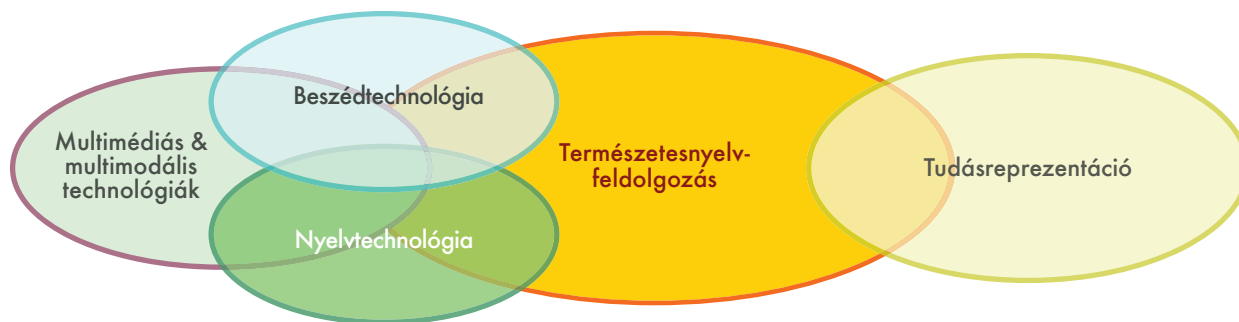 Beszédtechnológia
Multimédiás &
multimodális
technológiák
Természetesnyelv-
feldolgozás
Tudásreprezentáció
Nyelvtechnológia